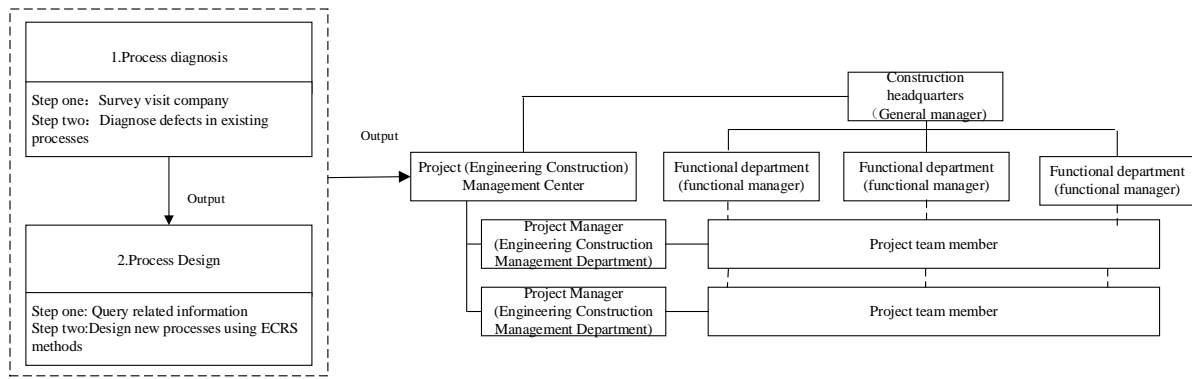 1.Process diagnosis
Step one：Survey visit company
Step two：Diagnose defects in existing
processes
Output
2.Process Design
Step one: Query related information
Step two:Design new processes using ECRS
methods
Output
Construction
headquarters
（General manager)
Project (Engineering Construction)
Management Center
Functional department
(functional manager)
Functional department
(functional manager)
Functional department
(functional manager)
Project Manager
(Engineering Construction
Management Department)
Project team member
Project Manager
(Engineering Construction
Management Department)
Project team member